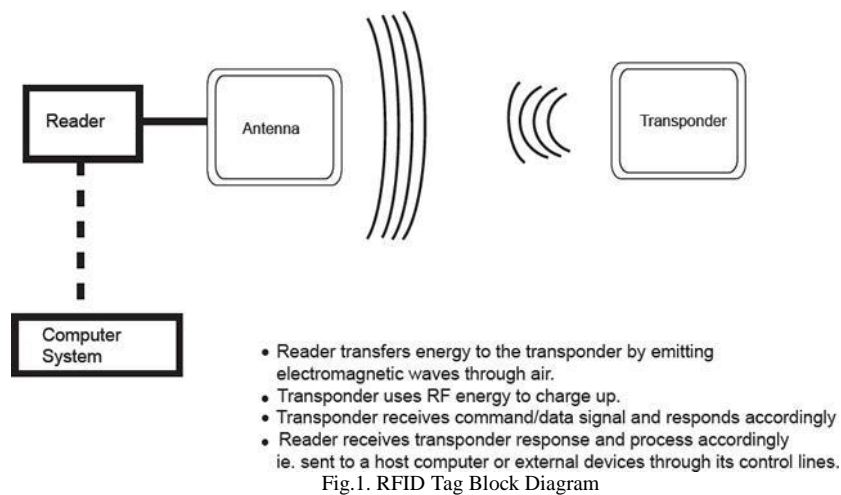 Reader
Antenna
Transponder
Computer
System
• Reader transfers energy to the transponder by emitting
electromagnetic waves through air.
• Transponder uses RF energy to charge up.
• Transponder receives command/data signal and responds accordingly
• Reader receives transponder response and process accordingly
ie. sent to a host computer or external devices through its control lines.
Fig.1. RFID Tag Block Diagram